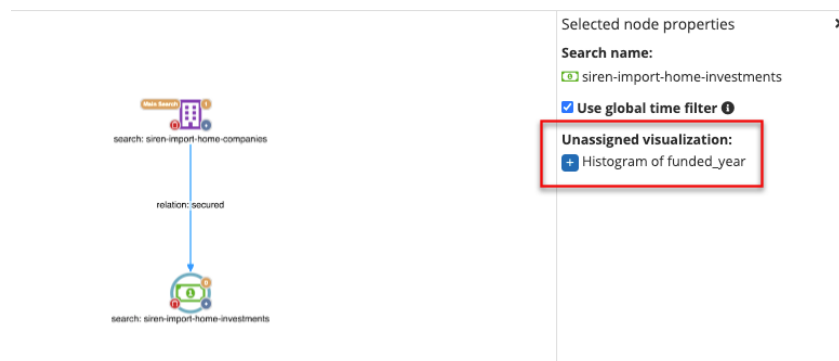 Selected node properties
Search name:
siren-import-home-investments
Use global time filter
Unassigned visualization:
Histogram of funded_year
Main Search 1
search: siren-import-home-companies
relation: secured
search: siren-import-home-investments